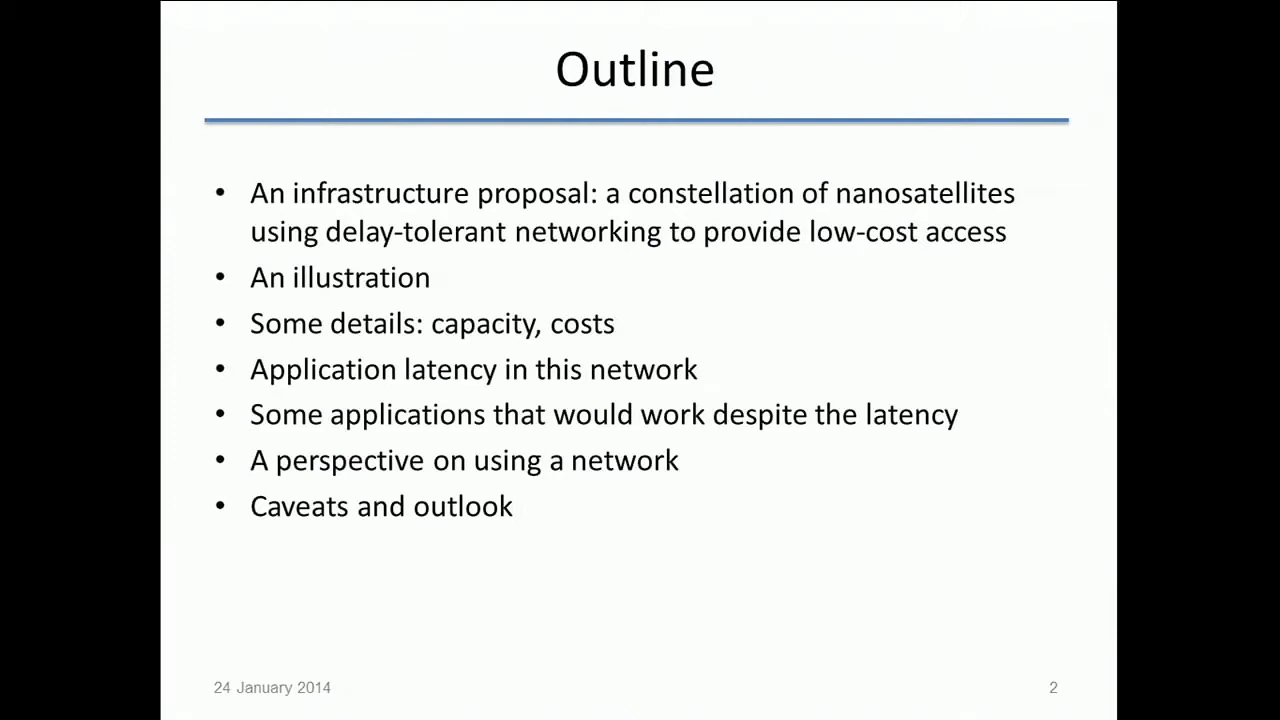 Outline
• An infrastructure proposal: a constellation of nanosatellites
using delay-tolerant networking to provide low-cost access
• An illustration
• Some details: capacity, costs
• Application latency in this network
• Some applications that would work despite the latency
• A perspective on using a network
• Caveats and outlook
24 January 2014
2